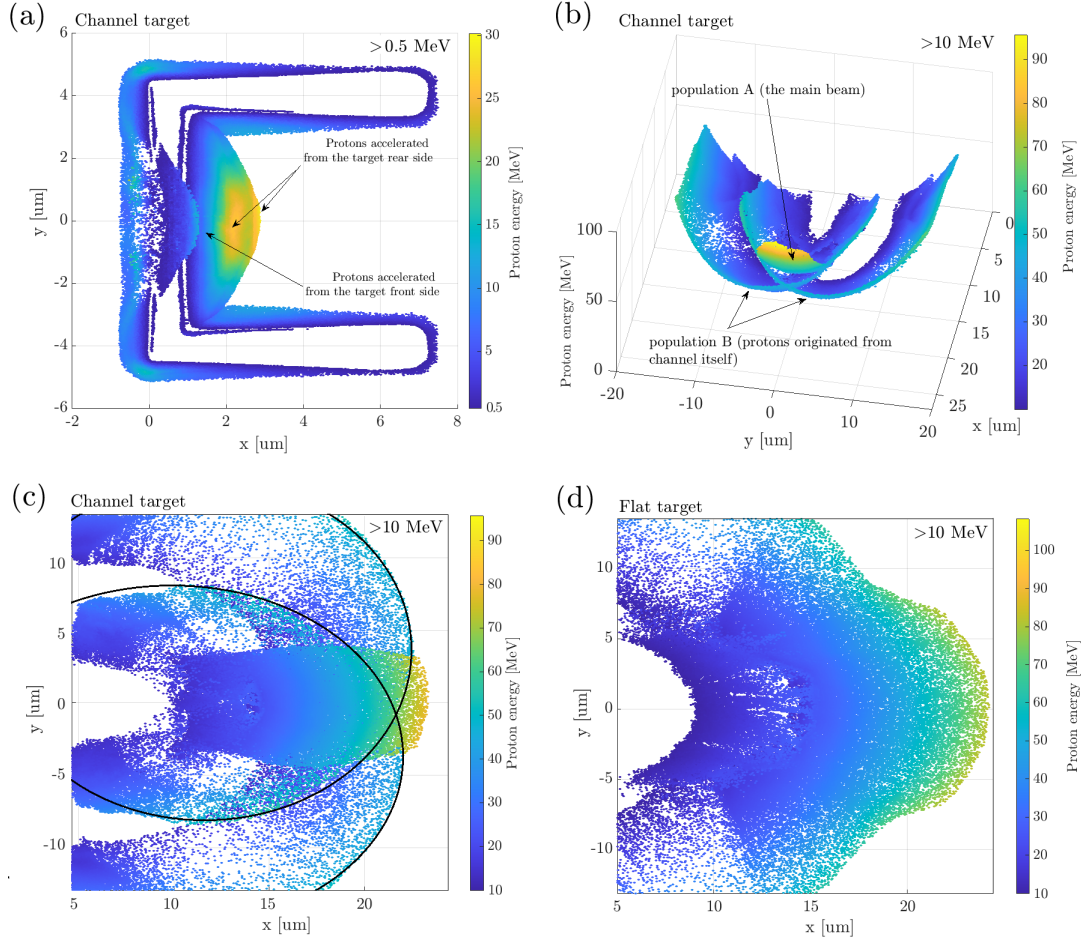 (a)
Channel target
>0.5 MeV
Protons accelerated
from the target rear side
Protons accelerated
from the target front side
6
4
2
0
-2
-4
-6
y [um]
-2
0
2
4
6
8
x [um]
30
25
20
15
10
5
0.5
Proton energy [MeV]
(b)
Channel target
>10 MeV
population A (the main beam)
population B (protons originated from
channel itself)
100
50
0
Proton energy [MeV]
-20
-10
0
10
20
y [um]
0
5
10
15
20
25
x [um]
90
80
70
60
50
40
30
20
Proton energy [MeV]
(c)
Channel target
>10 MeV
10
5
0
-5
-10
y [um]
5
10
15
20
x [um]
90
80
70
60
50
40
30
20
10
Proton energy [MeV]
(d)
Flat target
>10 MeV
10
5
0
-5
-10
y [um]
5
10
15
20
x [um]
100
90
80
70
60
50
40
30
20
10
Proton energy [MeV]